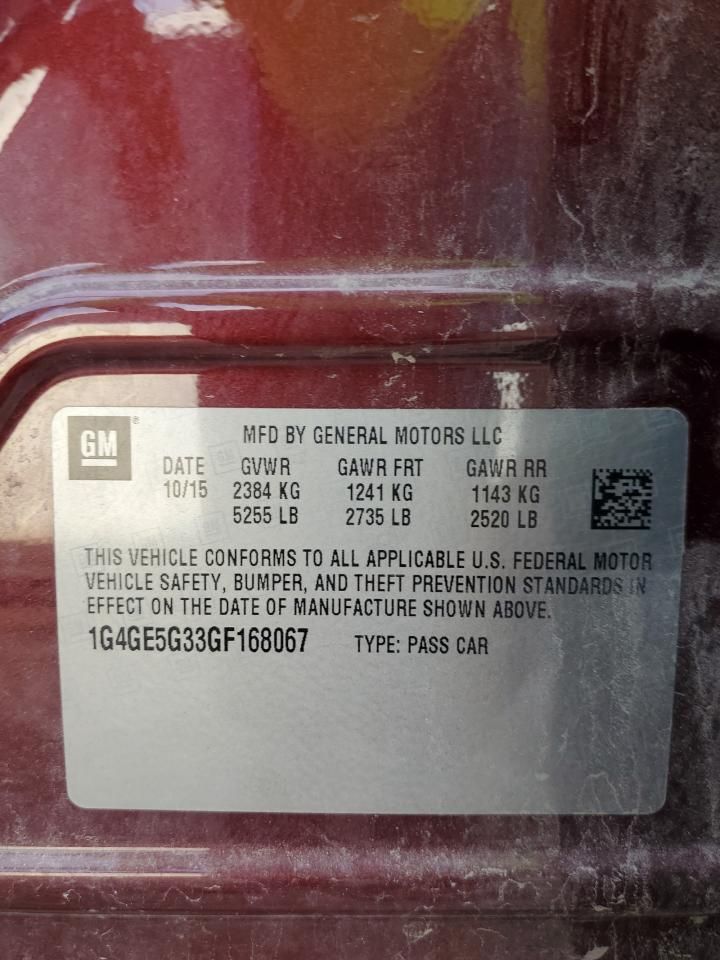 GM®
MFD BY GENERAL MOTORS LLC
DATE GVWR GAWR FRT GAWR RR
10/15 2384 KG 1241 KG 1143 KG
5255 LB 2735 LB 2520 LB
THIS VEHICLE CONFORMS TO ALL APPLICABLE U.S. FEDERAL MOTOR
VEHICLE SAFETY, BUMPER, AND THEFT PREVENTION STANDARDS IN
EFFECT ON THE DATE OF MANUFACTURE SHOWN ABOVE.
1G4GE5G33GF168067 TYPE: PASS CAR